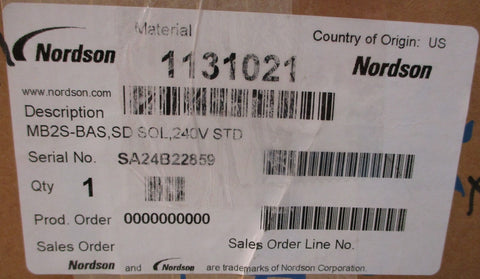 Material
Country of Origin: US
Nordson
1131021
Nordson
www.nordson.com
Description
MB2S-BAS,SD SOL,240V STD
Serial No. SA24B22859
Qty 1
Prod. Order 0000000000
Sales Order Sales Order Line No.
Nordson and Nordson are trademarks of Nordson Corporation.